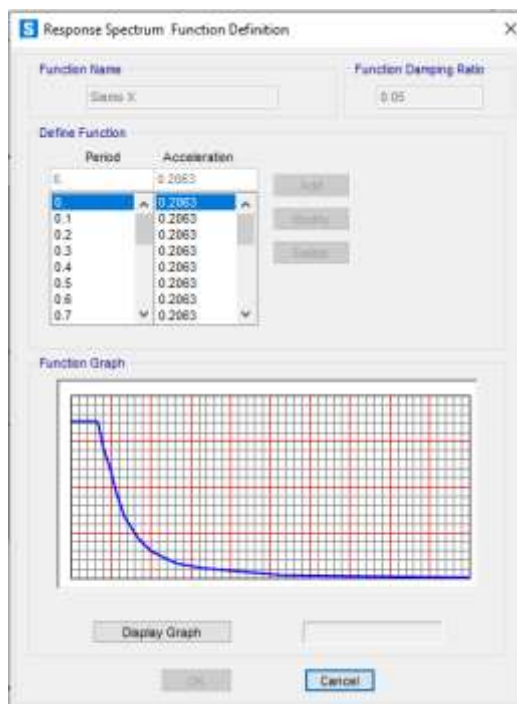 S Response Spectrum Function Definition
Function Name
Function Damping Ratio
Sismo X
0.05
Define Function
Period Acceleration
0. 0.2063
Add
0. 0.2063
0.1 0.2063
Modify
0.2 0.2063
0.3 0.2063
Delete
0.4 0.2063
0.5 0.2063
0.6 0.2063
0.7 0.2063
Function Graph
Display Graph
OK
Cancel